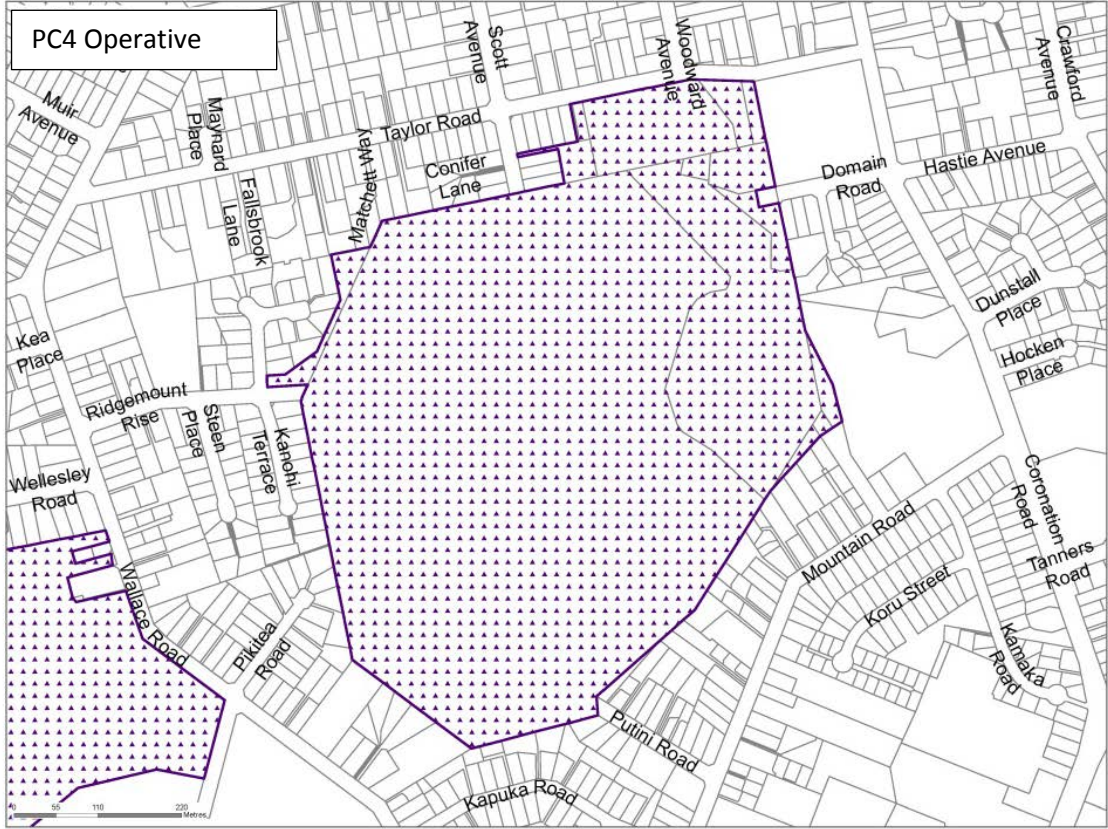 PC4 Operative
Scott
Avenue
Woodward
Avenue
Crawford
Avenue
Muir
Avenue
Maynard
Place
Taylor Road
Matchett Way
Conifer
Lane
Fallsbrook
Lane
Domain
Road
Hastie Avenue
Dunstall
Place
Hocken
Place
Kea
Place
Ridgemount
Rise
Steen
Place
Kanohi
Terrace
Wellesley
Road
Wallace Road
Pikitea
Road
Mountain Road
Coronation
Road
Tanners
Road
Koru Street
Kamaka
Road
Putini Road
Kapuka Road
0 55 110 220
Metres